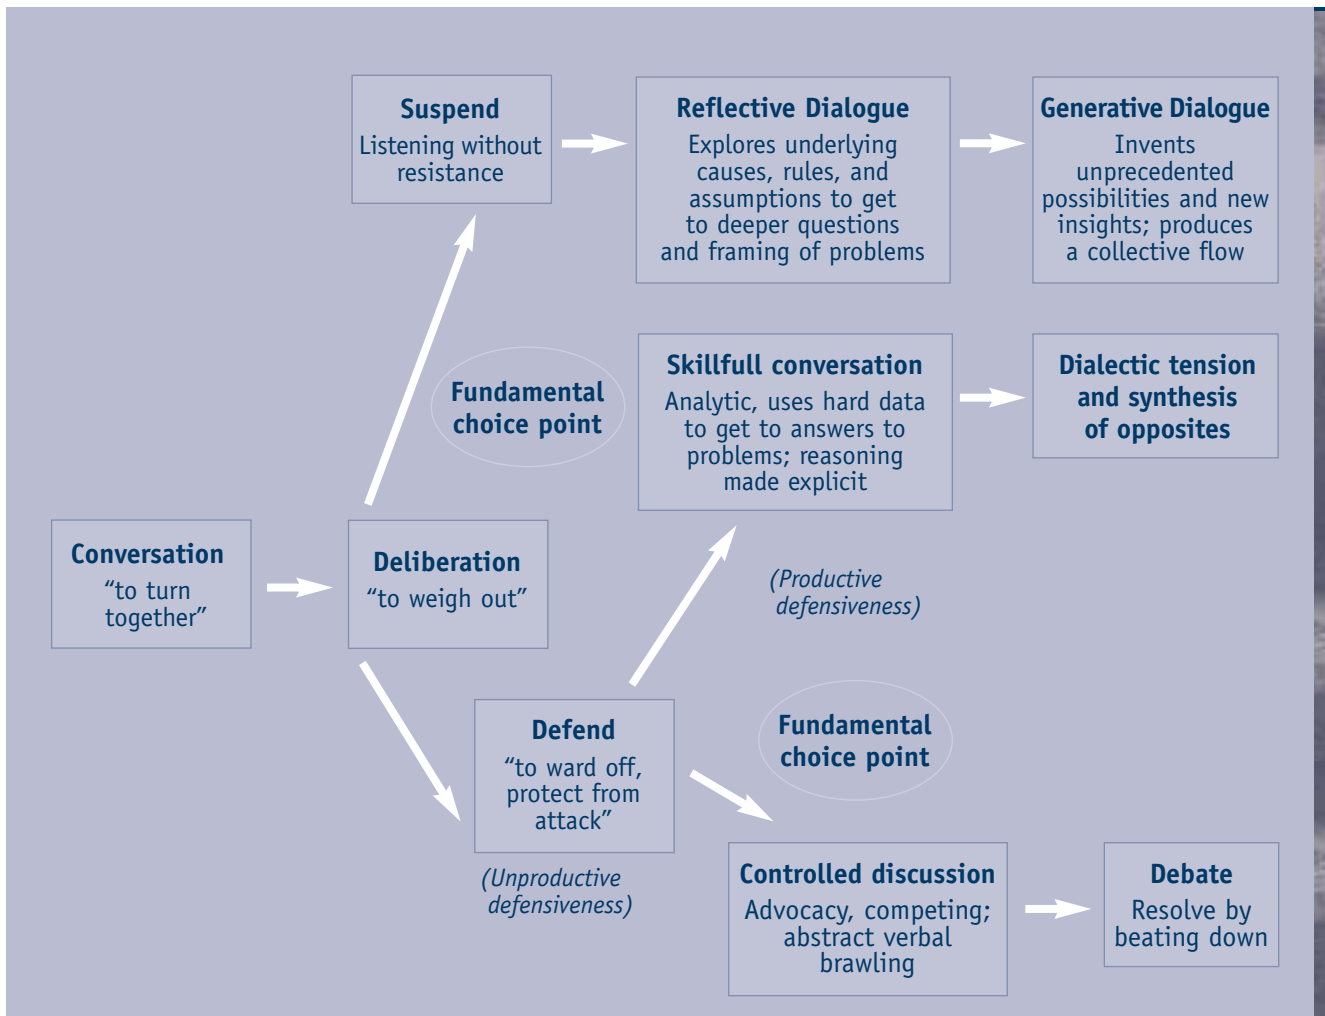 Suspend
Listening without
resistance
Reflective Dialogue
Explores underlying
causes, rules, and
assumptions to get
to deeper questions
and framing of problems
Generative Dialogue
Invents
unprecedented
possibilities and new
insights; produces
a collective flow
Fundamental
choice point
Skillfull conversation
Analytic, uses hard data
to get to answers to
problems; reasoning
made explicit
Dialectic tension
and synthesis
of opposites
Conversation
“to turn
together”
Deliberation
“to weigh out”
(Productive
defensiveness)
Defend
“to ward off,
protect from
attack”
Fundamental
choice point
(Unproductive
defensiveness)
Controlled discussion
Advocacy, competing;
abstract verbal
brawling
Debate
Resolve by
beating down